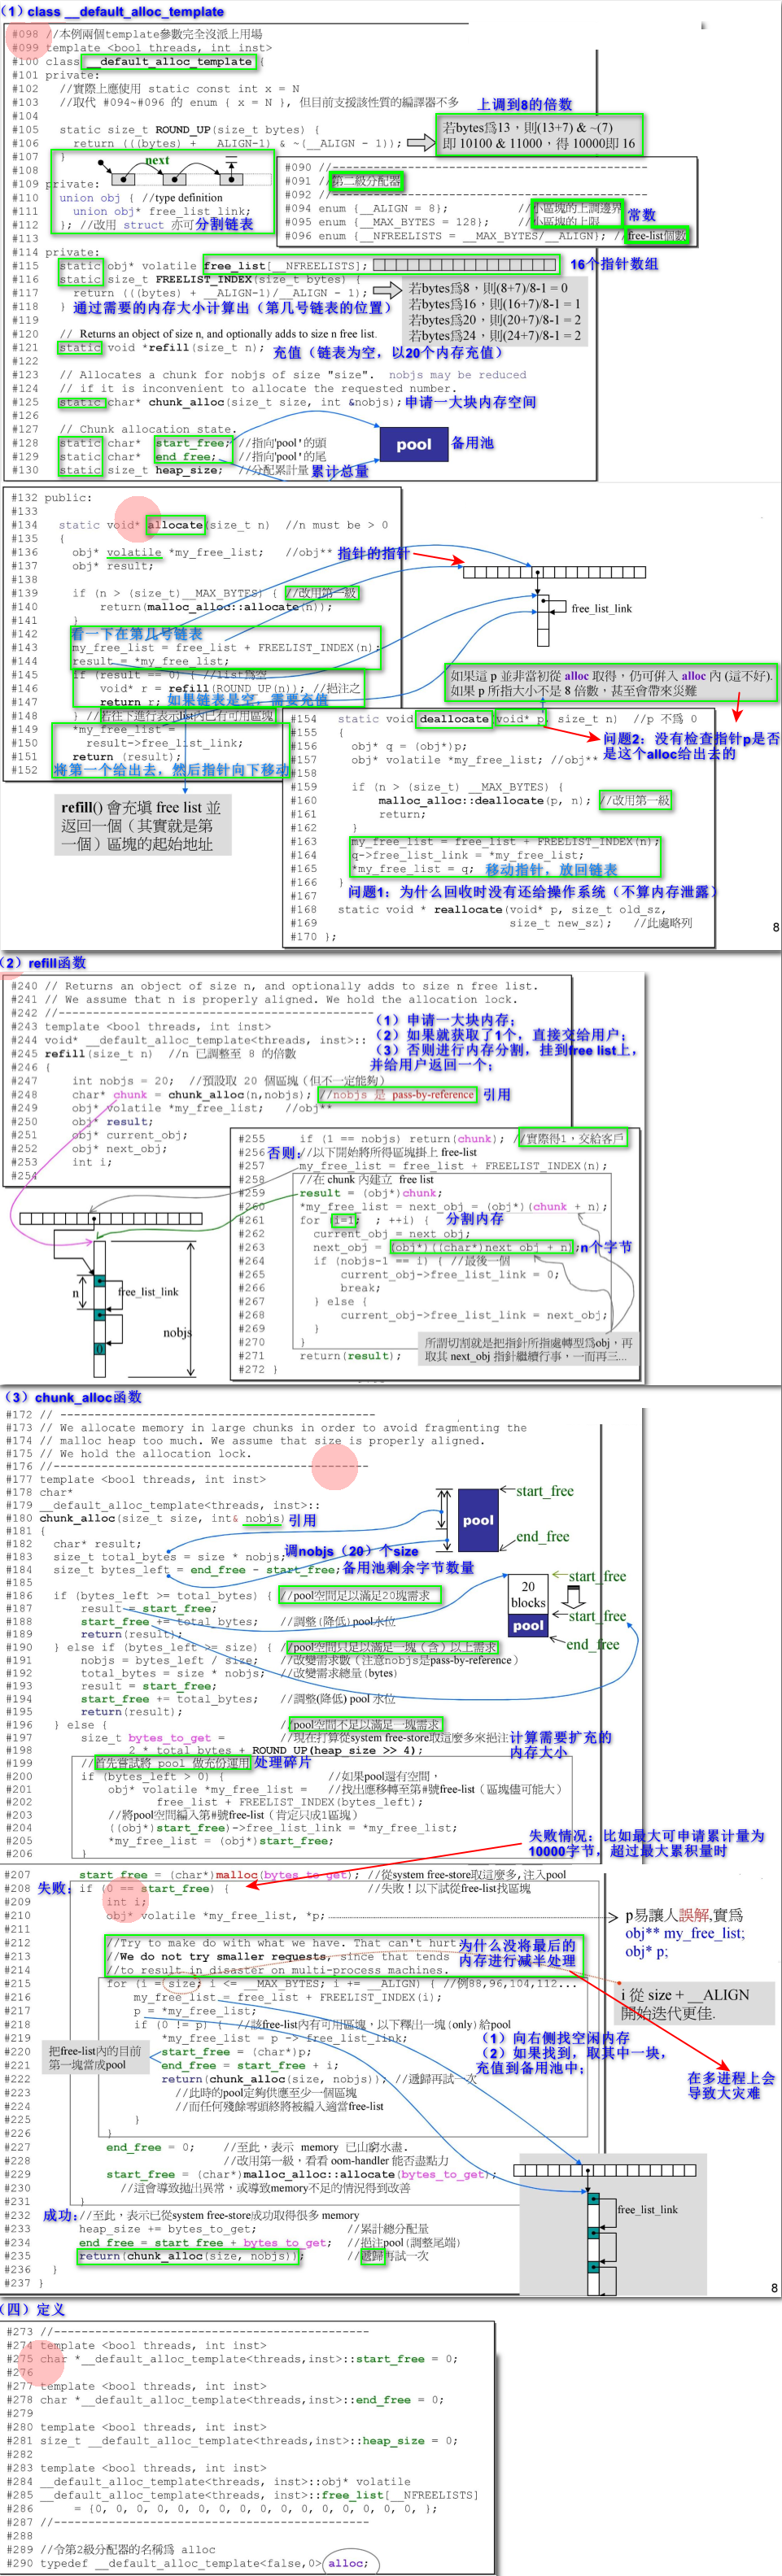 （1）class __default_alloc_template
#098 //本例兩個template參數完全沒派上用場
#099 template <bool threads, int inst>
#100 class __default_alloc_template {
#101 private:
#102 //實際上應使用 static const int x = N
#103 //取代 #094~#096 的 enum { x = N }, 但目前支援該性質的編譯器不多
#104
上调到8的倍数
#105 static size_t ROUND_UP(size_t bytes) {
#106 return (((bytes) + __ALIGN-1) & ~(__ALIGN - 1));
#107 }
若bytes爲13，則(13+7) & ~(7)
即 10100 & 11000，得 10000即 16
#108
next
#109 private:
#110 union obj { //type definition
#111 union obj* free_list_link;
#112 }; //改用 struct 亦可
分割链表
#113
#090 //----------------------------------------------
#091 //第二級分配器
#092 //----------------------------------------------
#094 enum {__ALIGN = 8}; //小區塊的上調邊界
#095 enum {__MAX_BYTES = 128}; //小區塊的上限
#096 enum {__NFREELISTS = __MAX_BYTES/__ALIGN}; //free-list個數
常数
#114 private:
#115 static obj* volatile free_list[__NFREELISTS];
16个指针数组
#116 static size_t FREELIST_INDEX(size_t bytes) {
#117 return (((bytes) + __ALIGN-1)/__ALIGN - 1);
#118 }
通过需要的内存大小计算出（第几号链表的位置）
若bytes爲8，則(8+7)/8-1 = 0
若bytes爲16，則(16+7)/8-1 = 1
若bytes爲20，則(20+7)/8-1 = 2
若bytes爲24，則(24+7)/8-1 = 2
#119
#120 // Returns an object of size n, and optionally adds to size n free list.
#121 static void *refill(size_t n);
充值（链表为空，以20个内存充值）
#122
#123 // Allocates a chunk for nobjs of size "size". nobjs may be reduced
#124 // if it is inconvenient to allocate the requested number.
#125 static char* chunk_alloc(size_t size, int &nobjs);
申请一大块内存空间
#126
#127 // Chunk allocation state.
#128 static char* start_free; //指向'pool'的頭
#129 static char* end_free; //指向'pool'的尾
#130 static size_t heap_size; //分配累計量
累计总量
pool
备用池
#132 public:
#133
#134 static void* allocate(size_t n) //n must be > 0
#135 {
#136 obj* volatile *my_free_list; //obj**
指针的指针
#137 obj* result;
#138
#139 if (n > (size_t)__MAX_BYTES) { //改用第一級
#140 return(malloc_alloc::allocate(n));
#141 }
#142
看一下在第几号链表
#143 my_free_list = free_list + FREELIST_INDEX(n);
#144 result = *my_free_list;
#145 if (result == 0) { //list爲空
#146 void* r = refill(ROUND_UP(n)); //挹注之
#147 return r;
如果链表是空，需要充值
#148 } //若往下進行表示list內已有可用區塊
#149 *my_free_list =
#150 result->free_list_link;
#151 return (result);
#152
将第一个给出去，然后指针向下移动
free_list_link
refill() 會充填 free list 並
返回一個（其實就是第
一個）區塊的起始地址
如果這 p 並非當初從 alloc 取得，仍可併入 alloc 內 (這不好).
如果 p 所指大小不是 8 倍數，甚至會帶來災難
#154 static void deallocate(void* p, size_t n) //p 不爲 0
#155 {
#156 obj* q = (obj*)p;
#157 obj* volatile *my_free_list; //obj**
问题2：没有检查指针p是否
是这个alloc给出去的
#158
#159 if (n > (size_t) __MAX_BYTES) {
#160 malloc_alloc::deallocate(p, n); //改用第一級
#161 return;
#162 }
#163 my_free_list = free_list + FREELIST_INDEX(n);
#164 q->free_list_link = *my_free_list;
#165 *my_free_list = q;
移动指针，放回链表
#166 }
#167
问题1：为什么回收时没有还给操作系统（不算内存泄露）
#168 static void * reallocate(void* p, size_t old_sz,
#169 size_t new_sz); //此處略列
#170 };
8
（2）refill函数
#240 // Returns an object of size n, and optionally adds to size n free list.
#241 // We assume that n is properly aligned. We hold the allocation lock.
#242 //----------------------------------------------
#243 template <bool threads, int inst>
#244 void* __default_alloc_template<threads, inst>::
#245 refill(size_t n) //n 已調整至 8 的倍數
#246 {
（1）申请一大块内存；
（2）如果就获取了1个，直接交给用户；
（3）否则进行内存分割，挂到free list上，
并给用户返回一个；
#247 int nobjs = 20; //預設取 20 個區塊（但不一定能夠）
#248 char* chunk = chunk_alloc(n,nobjs); //nobjs 是 pass-by-reference
引用
#249 obj* volatile *my_free_list; //obj**
#250 obj* result;
#251 obj* current_obj;
#252 obj* next_obj;
#253 int i;
#254
#255 if (1 == nobjs) return(chunk); //實際得1，交給客戶
否则：
#256 //以下開始將所得區塊掛上 free-list
#257 my_free_list = free_list + FREELIST_INDEX(n);
#258 //在 chunk 內建立 free list
#259 result = (obj*)chunk;
#260 *my_free_list = next_obj = (obj*)(chunk + n);
#261 for (i=1; ; ++i) {
分割内存
#262 current_obj = next_obj;
#263 next_obj = (obj*)((char*)next_obj + n);
n个字节
#264 if (nobjs-1 == i) { //最後一個
#265 current_obj->free_list_link = 0;
#266 break;
#267 } else {
#268 current_obj->free_list_link = next_obj;
#269 }
#270 }
#271 return(result);
#272 }
所謂切割就是把指針所指處轉型爲obj，再
取其 next_obj 指針繼續行事，一而再三...
n
free_list_link
nobjs
0
（3）chunk_alloc函数
#172 // ----------------------------------------------
#173 // We allocate memory in large chunks in order to avoid fragmenting the
#174 // malloc heap too much. We assume that size is properly aligned.
#175 // We hold the allocation lock.
#176 //----------------------------------------------
#177 template <bool threads, int inst>
#178 char*
#179 __default_alloc_template<threads, inst>::
#180 chunk_alloc(size_t size, int& nobjs)
引用
#181 {
#182 char* result;
#183 size_t total_bytes = size * nobjs;
调nobjs（20）个size
#184 size_t bytes_left = end_free - start_free;
备用池剩余字节数量
#185
#186 if (bytes_left >= total_bytes) { //pool空間足以滿足20塊需求
#187 result = start_free;
#188 start_free += total_bytes; //調整(降低)pool水位
#189 return(result);
#190 } else if (bytes_left >= size) { //pool空間只足以滿足一塊（含）以上需求
#191 nobjs = bytes_left / size; //改變需求數（注意nobjs是pass-by-reference）
#192 total_bytes = size * nobjs; //改變需求總量(bytes)
#193 result = start_free;
#194 start_free += total_bytes; //調整(降低) pool 水位
#195 return(result);
#196 } else { //pool空間不足以滿足一塊需求
#197 size_t bytes_to_get = //現在打算從system free-store取這麼多來挹注
#198 2 * total_bytes + ROUND_UP(heap_size >> 4);
计算需要扩充的
内存大小
#199 //首先嘗試將 pool 做充份運用
处理碎片
#200 if (bytes_left > 0) { //如果pool還有空間，
#201 obj* volatile *my_free_list = //找出應移轉至第#號free-list（區塊儘可能大）
#202 free_list + FREELIST_INDEX(bytes_left);
#203 //將pool空間編入第#號free-list（肯定只成1區塊）
#204 ((obj*)start_free)->free_list_link = *my_free_list;
#205 *my_free_list = (obj*)start_free;
#206 }
pool
start_free
end_free
20
blocks
pool
start_free
start_free
end_free
失败情况：比如最大可申请累计量为
10000字节，超过最大累积量时
#207 start_free = (char*)malloc(bytes_to_get); //從system free-store取這麼多,注入pool
失败：
#208 if (0 == start_free) { //失敗！以下試從free-list找區塊
#209 int i;
#210 obj* volatile *my_free_list, *p;
p易讓人誤解,實爲
obj** my_free_list;
obj* p;
#211
#212 //Try to make do with what we have. That can't hurt.
#213 //We do not try smaller requests, since that tends
#214 //to result in disaster on multi-process machines.
为什么没将最后的
内存进行减半处理
#215 for (i = size; i <= __MAX_BYTES; i += __ALIGN) { //例88,96,104,112...
#216 my_free_list = free_list + FREELIST_INDEX(i);
i 從 size + __ALIGN
開始迭代更佳.
#217 p = *my_free_list;
#218 if (0 != p) { //該free-list內有可用區塊，以下釋出一塊(only)給pool
#219 *my_free_list = p -> free_list_link;
#220 start_free = (char*)p;
#221 end_free = start_free + i;
#222 return(chunk_alloc(size, nobjs)); //遞歸再試一次
#223 //此時的pool定夠供應至少一個區塊
#224 //而任何殘餘零頭終將被編入適當free-list
#225 }
#226 }
把free-list內的目前
第一塊當成pool
（1）向右侧找空闲内存
（2）如果找到，取其中一块，
充值到备用池中；
在多进程上会
导致大灾难
#227 end_free = 0; //至此，表示 memory 已山窮水盡.
#228 //改用第一級，看看 oom-handler 能否盡點力
#229 start_free = (char*)malloc_alloc::allocate(bytes_to_get);
#230 //這會導致拋出異常，或導致memory不足的情況得到改善
#231 }
成功：
#232 //至此，表示已從system free-store成功取得很多 memory
#233 heap_size += bytes_to_get; //累計總分配量
#234 end_free = start_free + bytes_to_get; //挹注pool(調整尾端)
#235 return(chunk_alloc(size, nobjs)); //遞歸再試一次
#236 }
#237 }
free_list_link
8
（四）定义
#273 //----------------------------------------------
#274 template <bool threads, int inst>
#275 char *__default_alloc_template<threads,inst>::start_free = 0;
#276
#277 template <bool threads, int inst>
#278 char *__default_alloc_template<threads,inst>::end_free = 0;
#279
#280 template <bool threads, int inst>
#281 size_t __default_alloc_template<threads,inst>::heap_size = 0;
#282
#283 template <bool threads, int inst>
#284 __default_alloc_template<threads, inst>::obj* volatile
#285 __default_alloc_template<threads, inst>::free_list[__NFREELISTS]
#286 = {0, 0, 0, 0, 0, 0, 0, 0, 0, 0, 0, 0, 0, 0, 0, 0, };
#287 //----------------------------------------------
#288
#289 //令第2級分配器的名稱爲 alloc
#290 typedef __default_alloc_template<false,0> alloc;